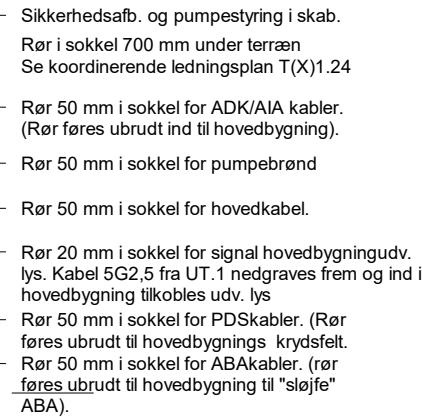 Sikkerhedsafb. og pumpestyring i skab.
Rør i sokkel 700 mm under terræn
Se koordinerende ledningsplan T(X)1.24
Rør 50 mm i sokkel for ADK/AIA kabler.
(Rør føres ubrudt ind til hovedbygning).
Rør 50 mm i sokkel for pumpebrønd
Rør 50 mm i sokkel for hovedkabel.
Rør 20 mm i sokkel for signal hovedbygningudv.
lys. Kabel 5G2,5 fra UT.1 nedgraves frem og ind i
hovedbygning tilkobles udv. lys
Rør 50 mm i sokkel for PDSkabler. (Rør
føres ubrudt til hovedbygnings krydsfelt.
Rør 50 mm i sokkel for ABAkabler. (rør
føres ubrudt til hovedbygning til "sløjfe"
ABA).